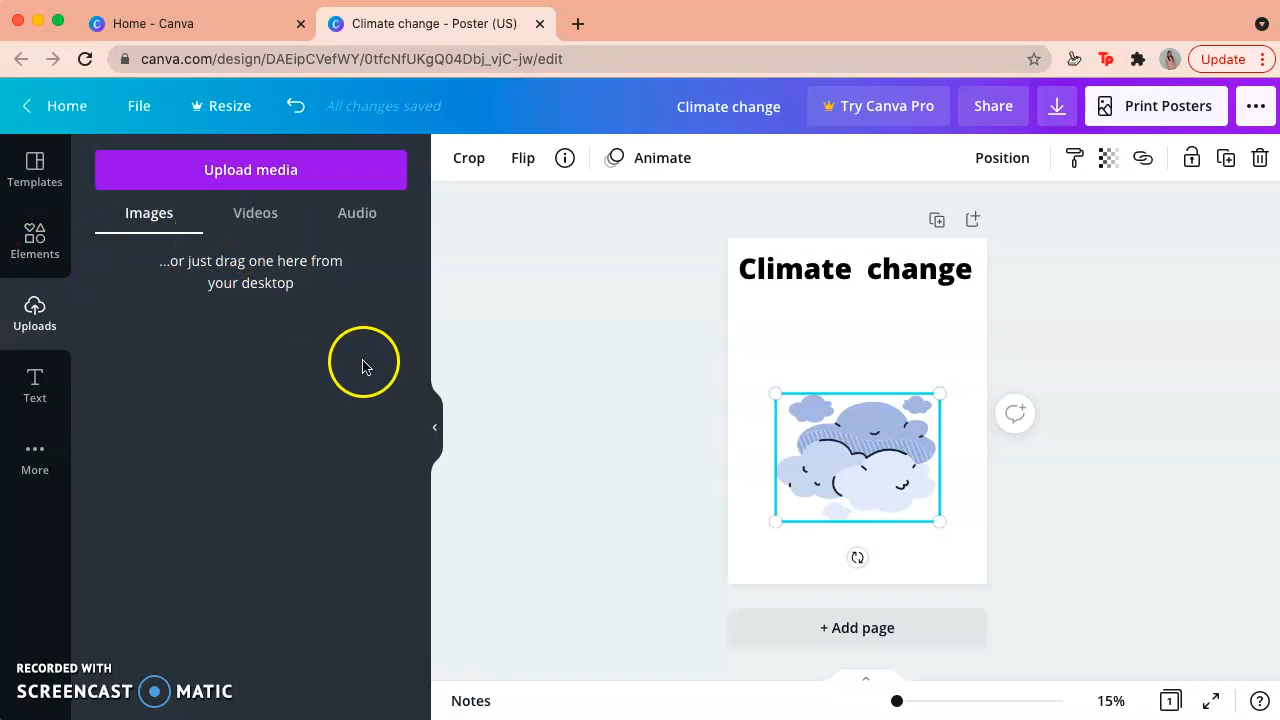 Home - Canva
Climate change - Poster (US)
canva.com/design/DAEipCVefWY/0tfcNfUKgQ04Dbj_vjC-jw/edit
Tp
Update
Home
File
Resize
All changes saved
Climate change
Try Canva Pro
Share
Print Posters
Templates
Elements
Uploads
Text
More
Upload media
Images
Videos
Audio
...or just drag one here from
your desktop
Crop
Flip
Animate
Position
Climate change
+ Add page
Notes
15%
1
RECORDED WITH
SCREENCAST MATIC